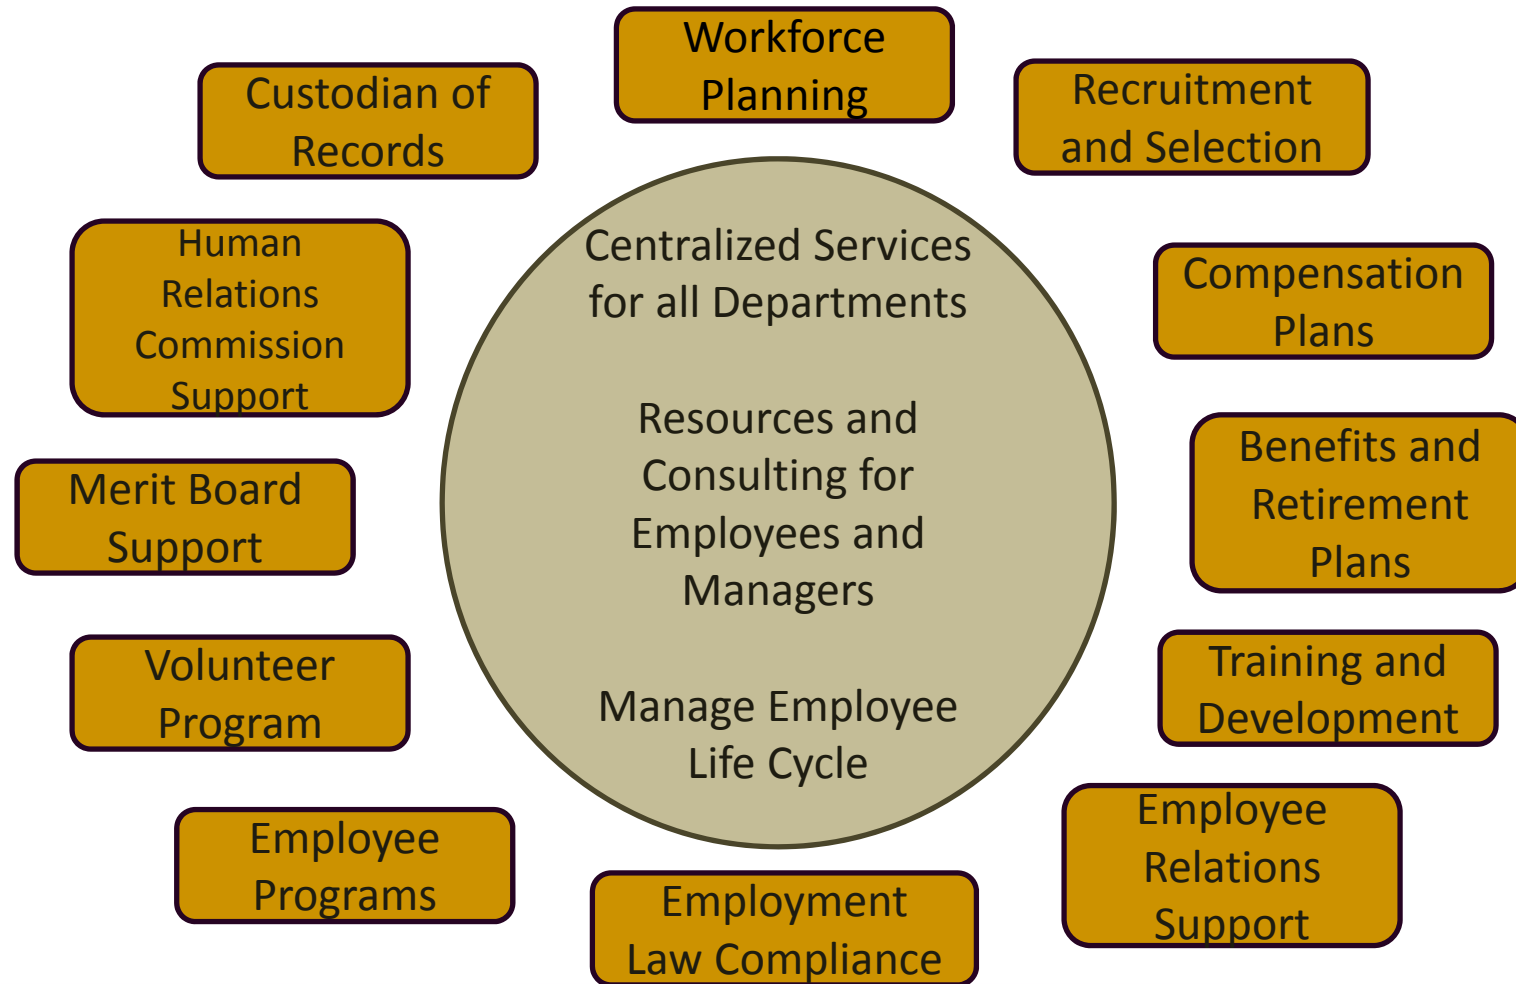 Workforce
Planning
Recruitment
and Selection
Compensation
Plans
Benefits and
Retirement
Plans
Training and
Development
Employee
Relations
Support
Employment
Law Compliance
Employee
Programs
Volunteer
Program
Merit Board
Support
Human
Relations
Commission
Support
Custodian of
Records
Centralized Services
for all Departments
Resources and
Consulting for
Employees and
Managers
Manage Employee
Life Cycle